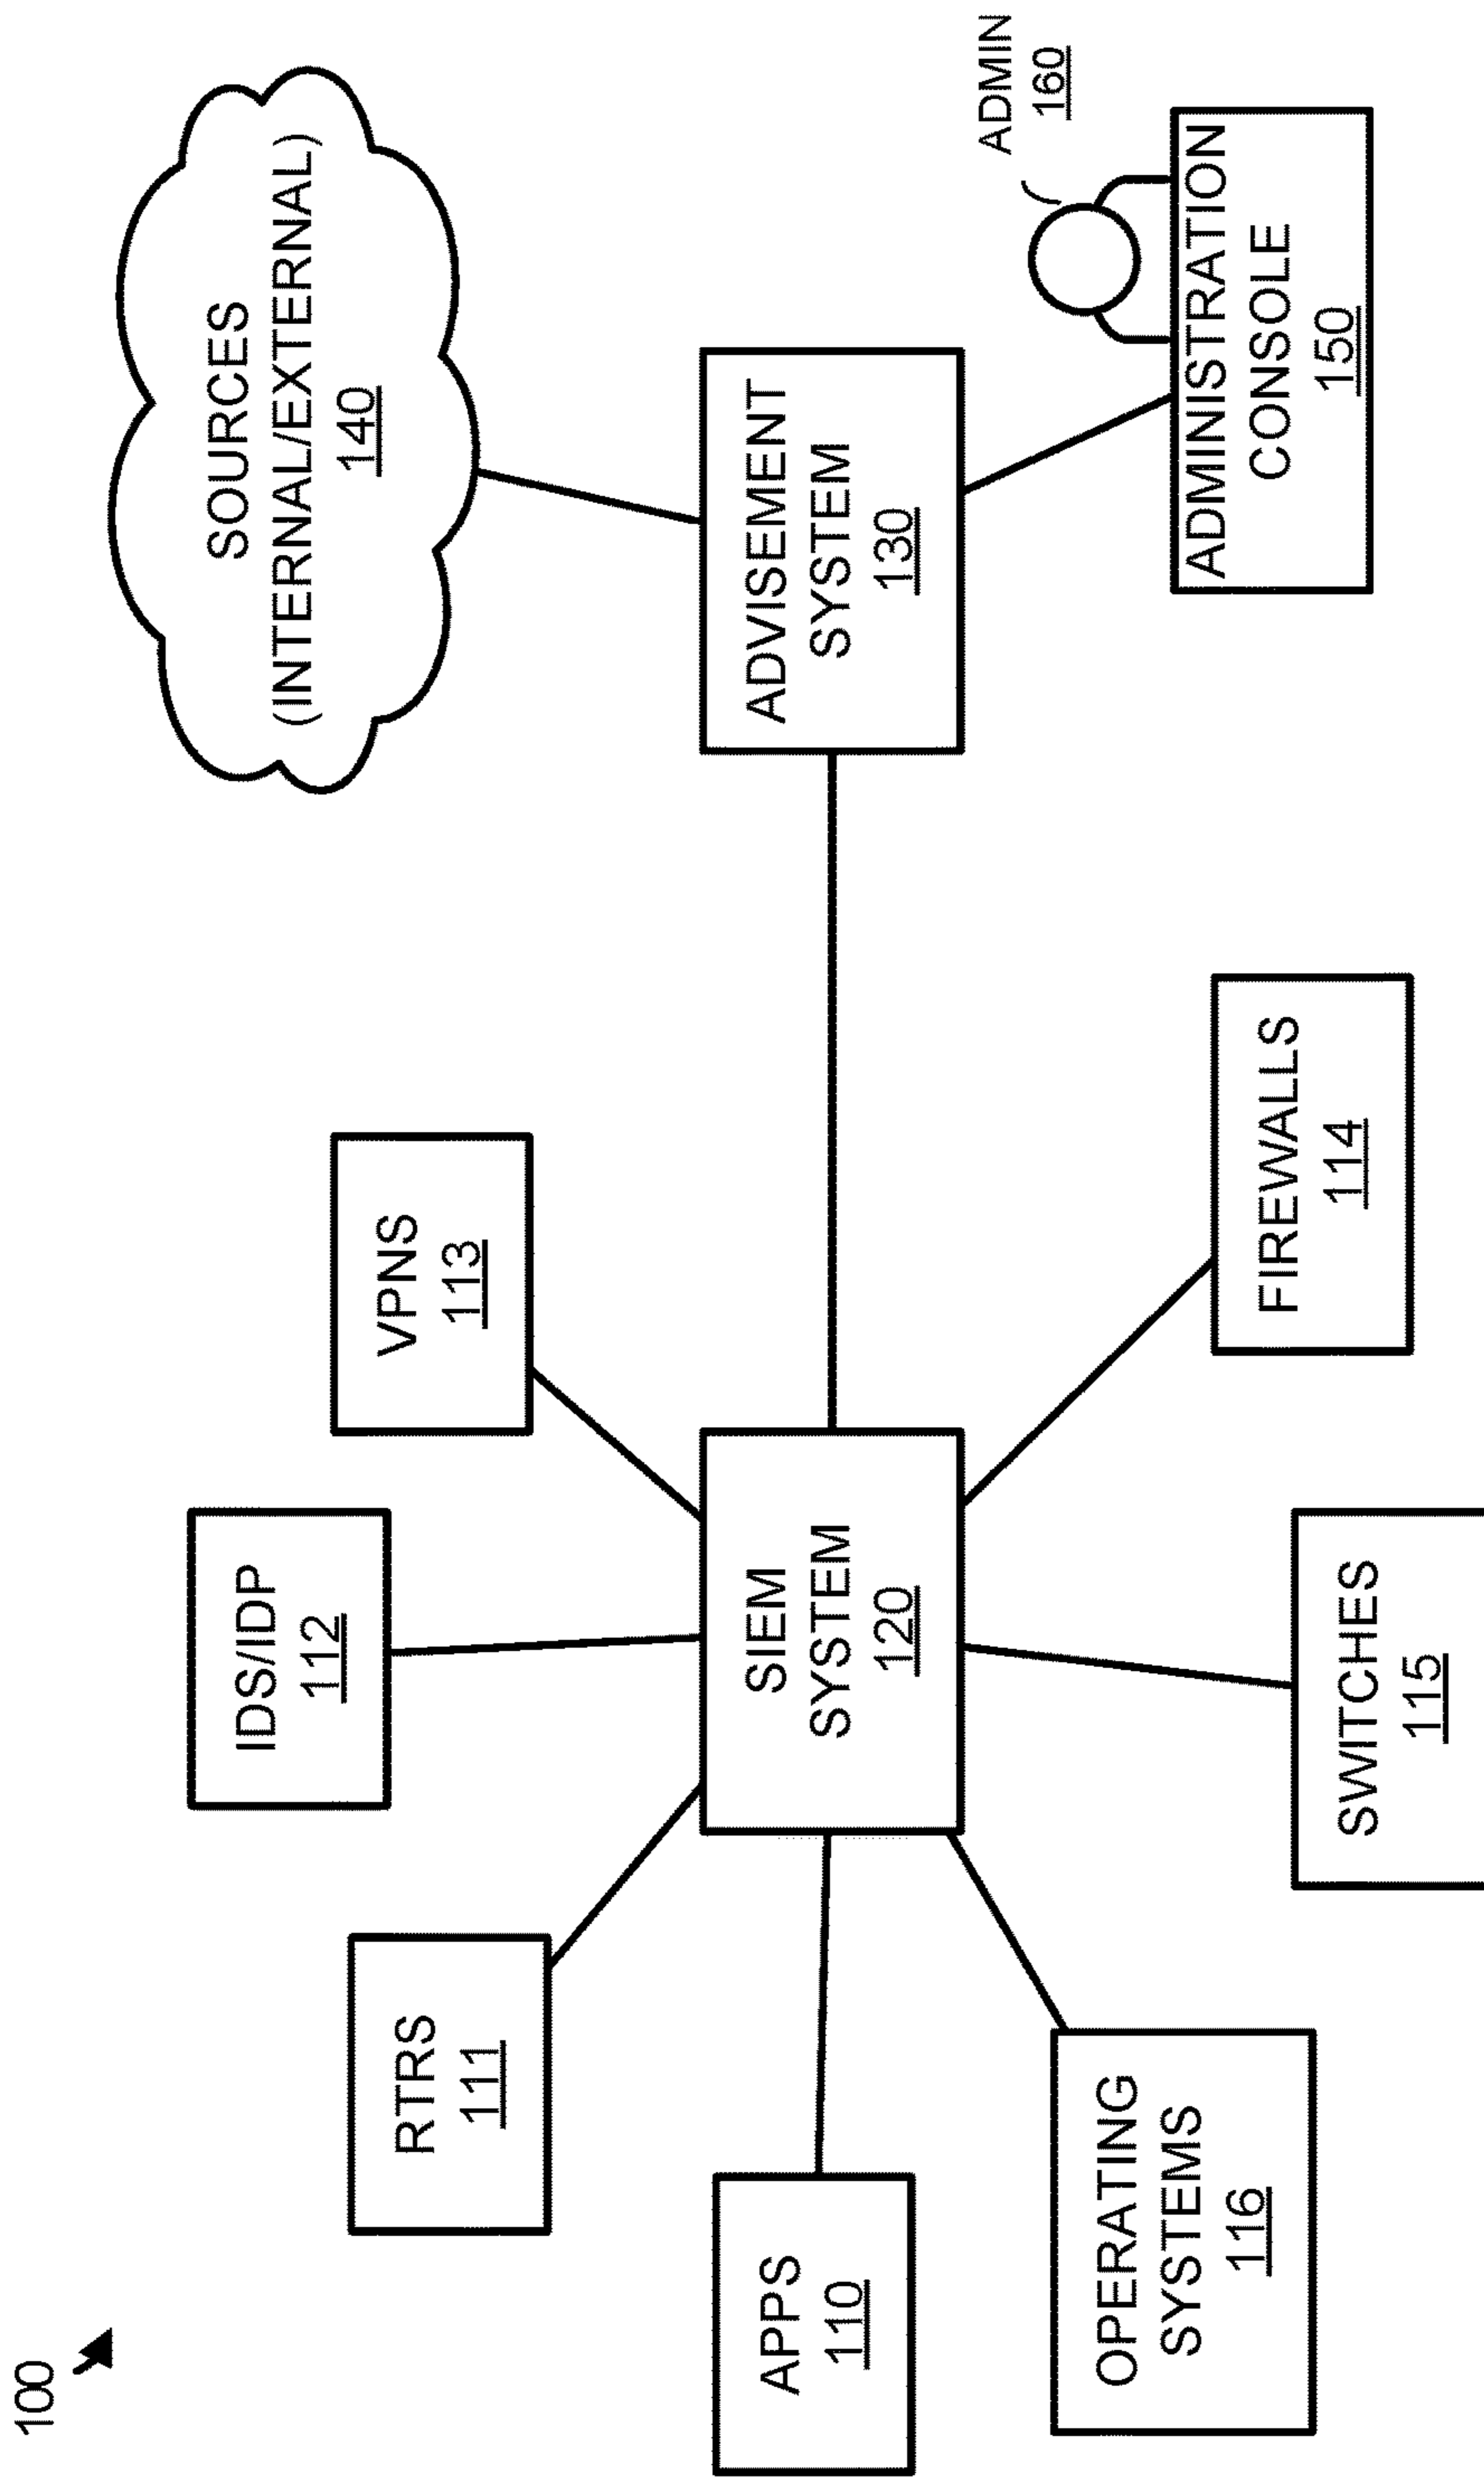 100
APPS
110
RTRS
111
IDS/IDP
112
VPNS
113
SIEM
SYSTEM
120
OPERATING
SYSTEMS
116
SWITCHES
115
FIREWALLS
114
SOURCES
(INTERNAL/EXTERNAL)
140
ADVISEMENT
SYSTEM
130
ADMIN
160
ADMINISTRATION
CONSOLE
150